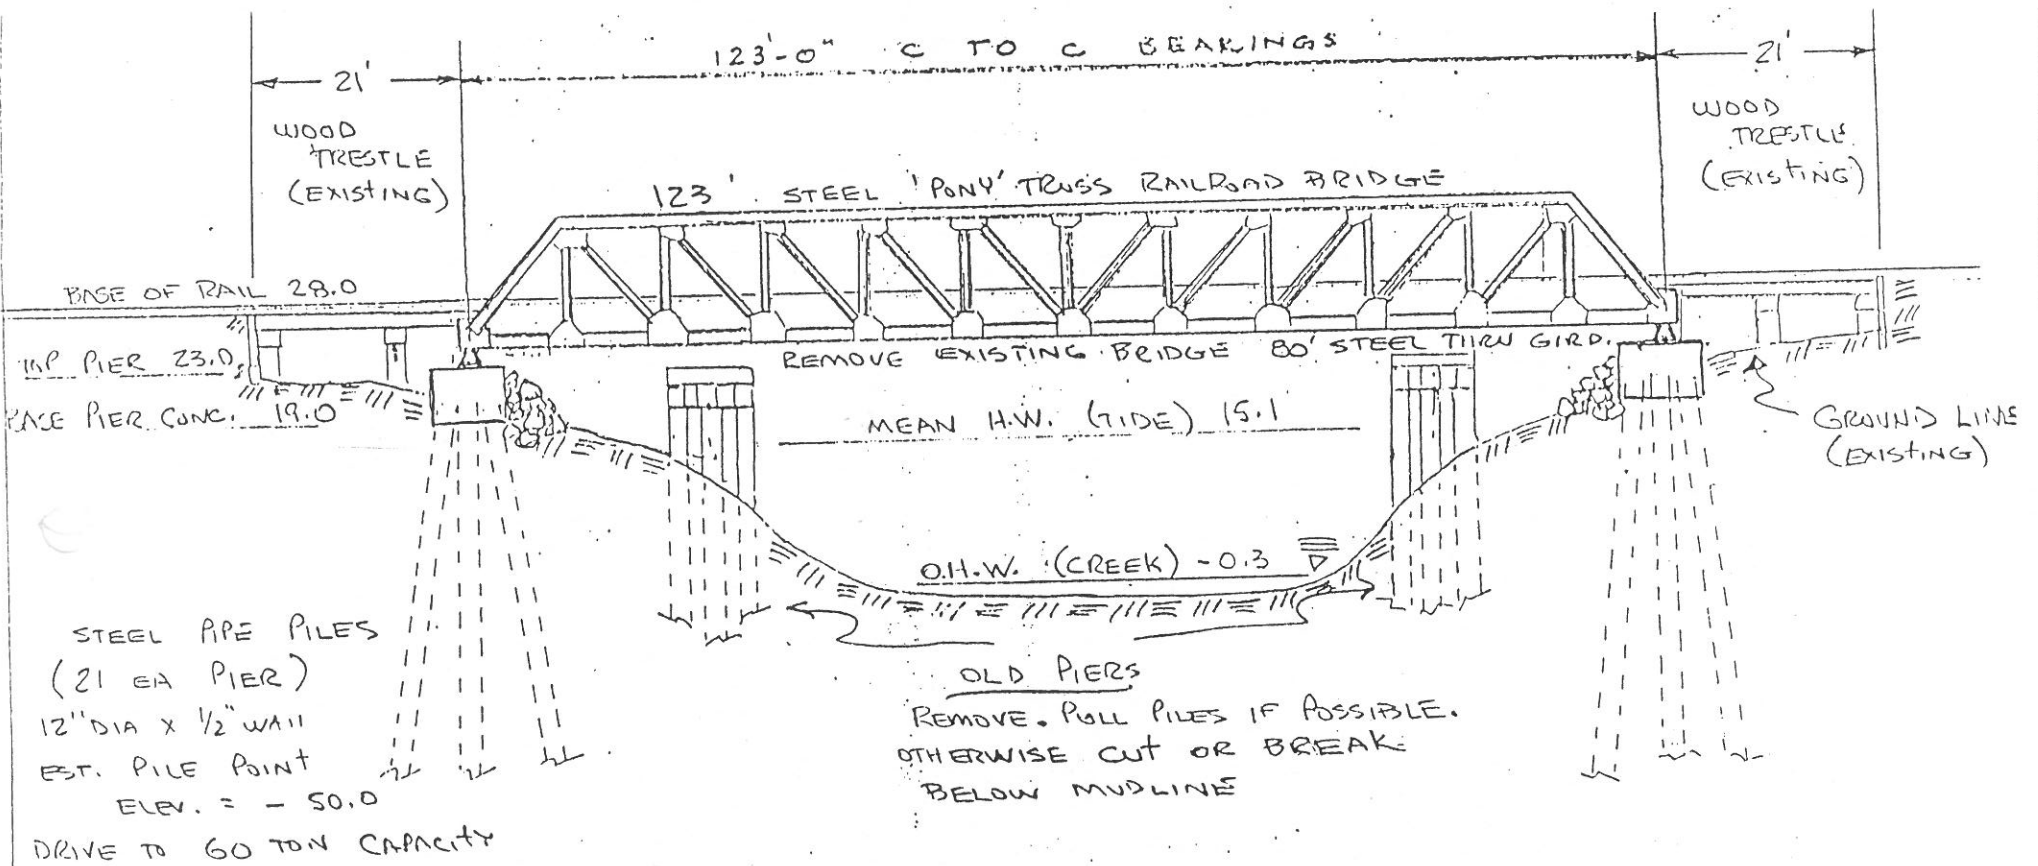 123'-0" C TO C BEARINGS
21'
21'
WOOD
TRESTLE
(EXISTING)
WOOD
TRESTLE
(EXISTING)
123' STEEL 'PONY' TRUSS RAILROAD BRIDGE
BASE OF RAIL 28.0
REMOVE EXISTING BRIDGE 80' STEEL THRU GIRD.
TOP PIER 23.0
BASE PIER CONC. 19.0
MEAN H.W. (TIDE) 15.1
GROUND LINE
(EXISTING)
O.H.W. (CREEK) - 0.3
STEEL PIPE PILES
(21 EA PIER)
12" DIA X 1/2" WALL
EST. PILE POINT
ELEV. = - 50.0
DRIVE TO 60 TON CAPACITY
OLD PIERS
REMOVE. PULL PILES IF POSSIBLE.
OTHERWISE CUT OR BREAK
BELOW MUDLINE